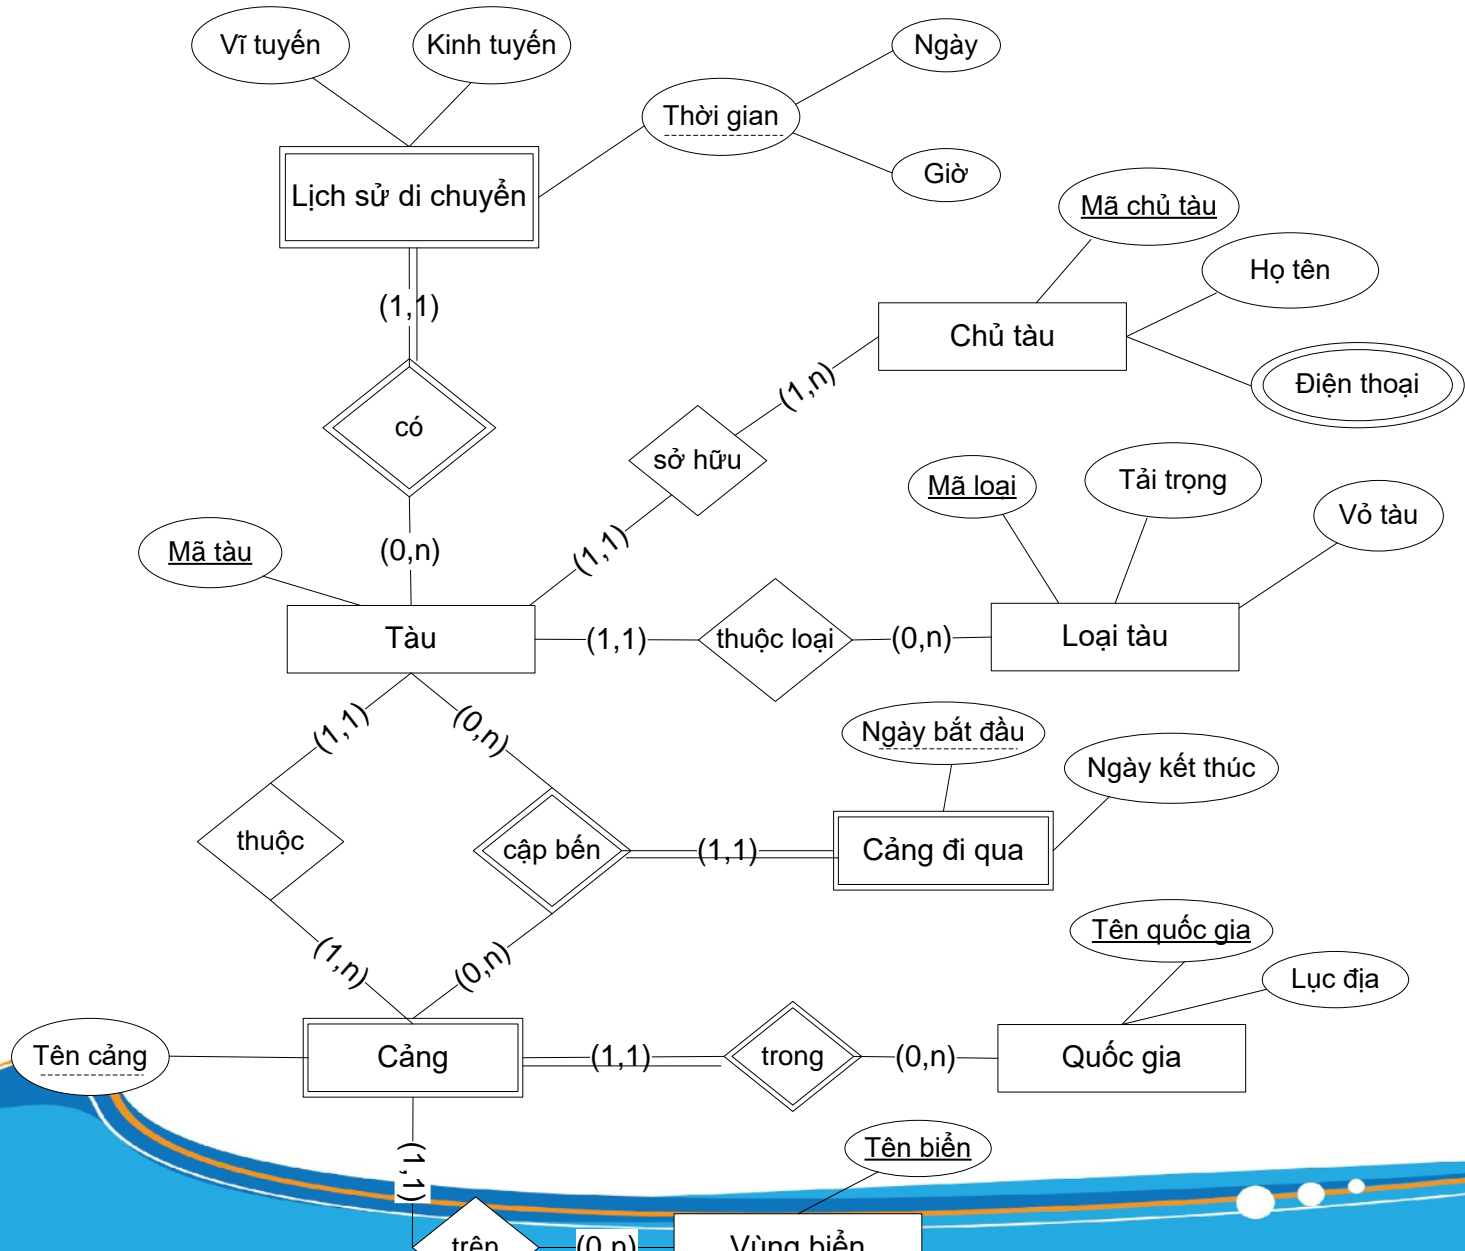 Vĩ tuyến
Kinh tuyến
Ngày
Thời gian
Giờ
Lịch sử di chuyển
Mã chủ tàu
Họ tên
(1,1)
Chủ tàu
Điện thoại
(1,n)
có
sở hữu
Mã loại
Tải trọng
Vỏ tàu
(1,1)
Mã tàu
(0,n)
Tàu
(1,1)
thuộc loại
(0,n)
Loại tàu
(1,1)
(0,n)
Ngày bắt đầu
Ngày kết thúc
thuộc
cập bến
(1,1)
Cảng đi qua
(1,n)
(0,n)
Tên quốc gia
Lục địa
Tên cảng
Cảng
(1,1)
trong
(0,n)
Quốc gia
(1,1)
Tên biển
trên
(0,n)
Vùng biển